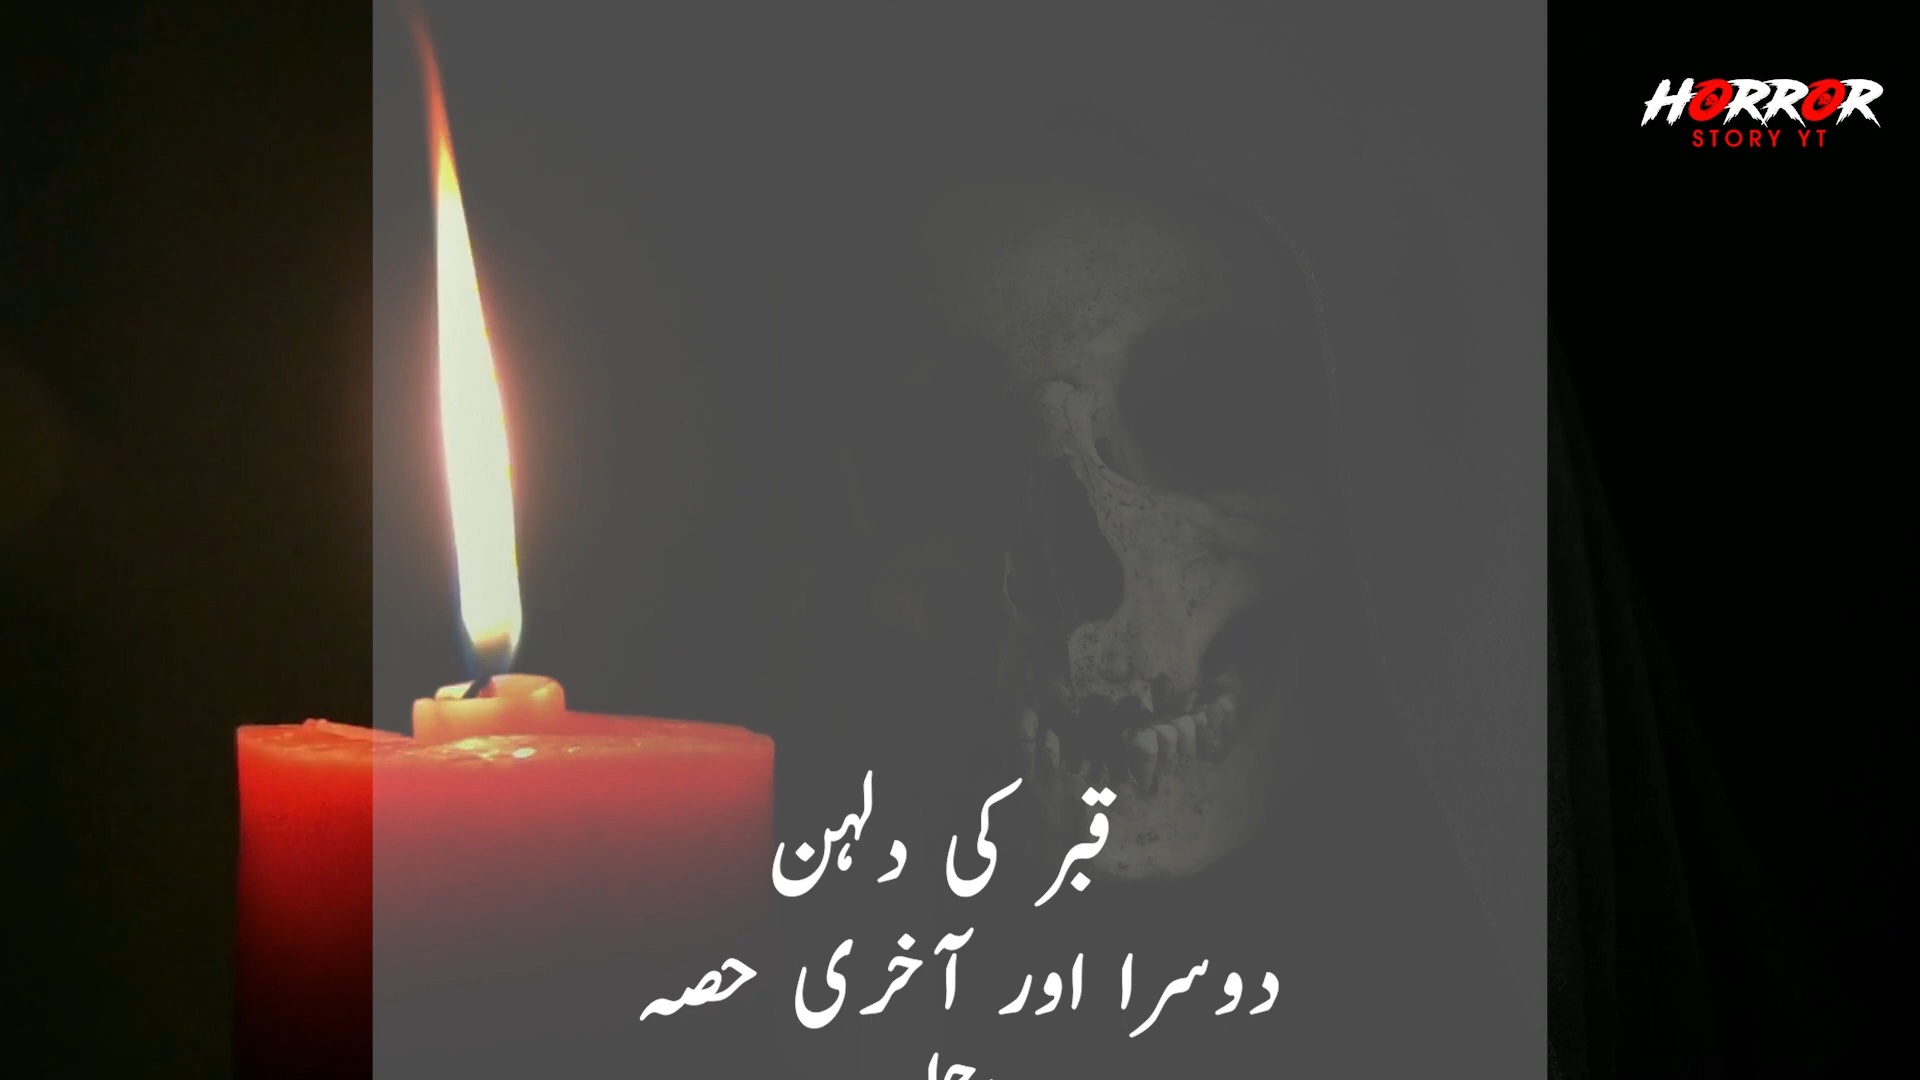 HORROR
STORY YT
قبر کی دلہن
دوسرا اور آخری حصہ